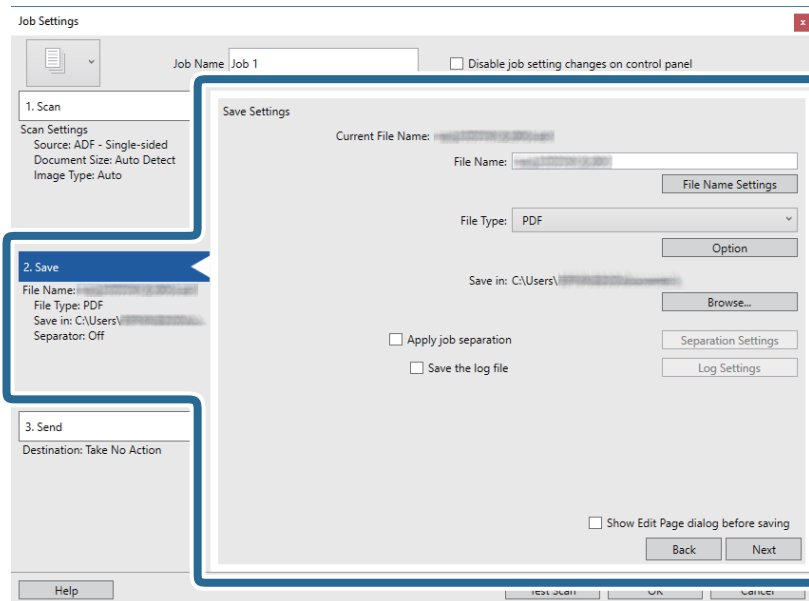 Job Settings
x
Job Name Job 1
Disable job setting changes on control panel
1. Scan
Scan Settings
Source: ADF - Single-sided
Document Size: Auto Detect
Image Type: Auto
2. Save
File Name:
File Type: PDF
Save in: C:\Users\
Separator: Off
3. Send
Destination: Take No Action
Save Settings
Current File Name:
File Name:
File Name Settings
File Type: PDF
Option
Save in: C:\Users\
Browse...
Apply job separation
Separation Settings
Save the log file
Log Settings
Show Edit Page dialog before saving
Back
Next
Help
Test Scan
OK
Cancel